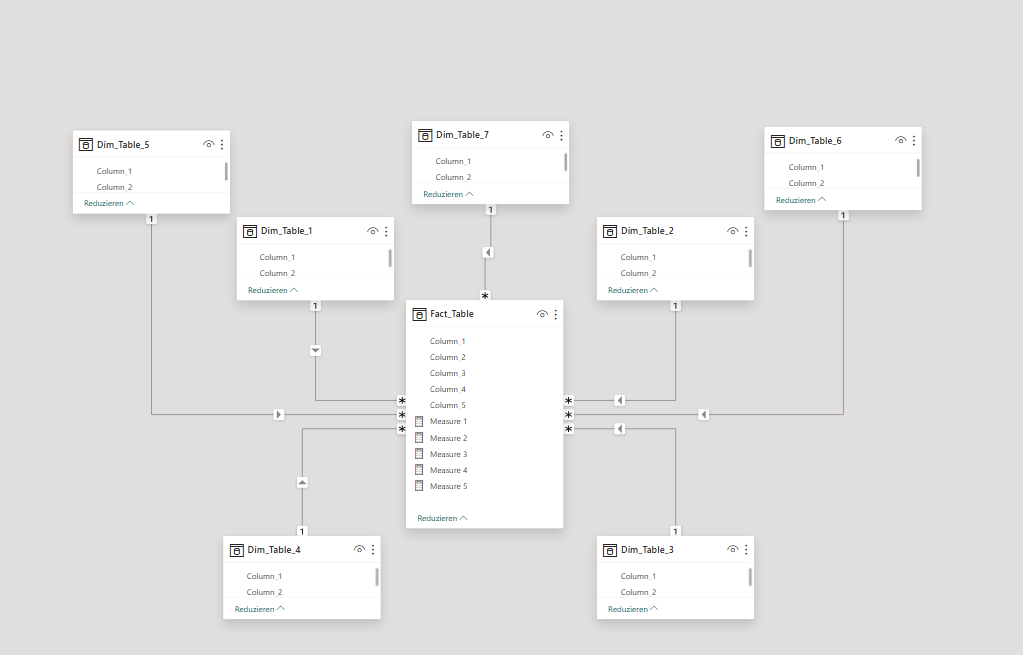 Dim_Table_5
Column_1
Column_2
Reduzieren
1
Dim_Table_7
Column_1
Column_2
Reduzieren
1
*
Dim_Table_6
Column_1
Column_2
Reduzieren
1
Dim_Table_1
Column_1
Column_2
Reduzieren
1
Dim_Table_2
Column_1
Column_2
Reduzieren
1
Fact_Table
Column_1
Column_2
Column_3
Column_4
Column_5
Measure 1
Measure 2
Measure 3
Measure 4
Measure 5
Reduzieren
*
*
*
*
*
*
1
Dim_Table_4
Column_1
Column_2
Reduzieren
1
Dim_Table_3
Column_1
Column_2
Reduzieren